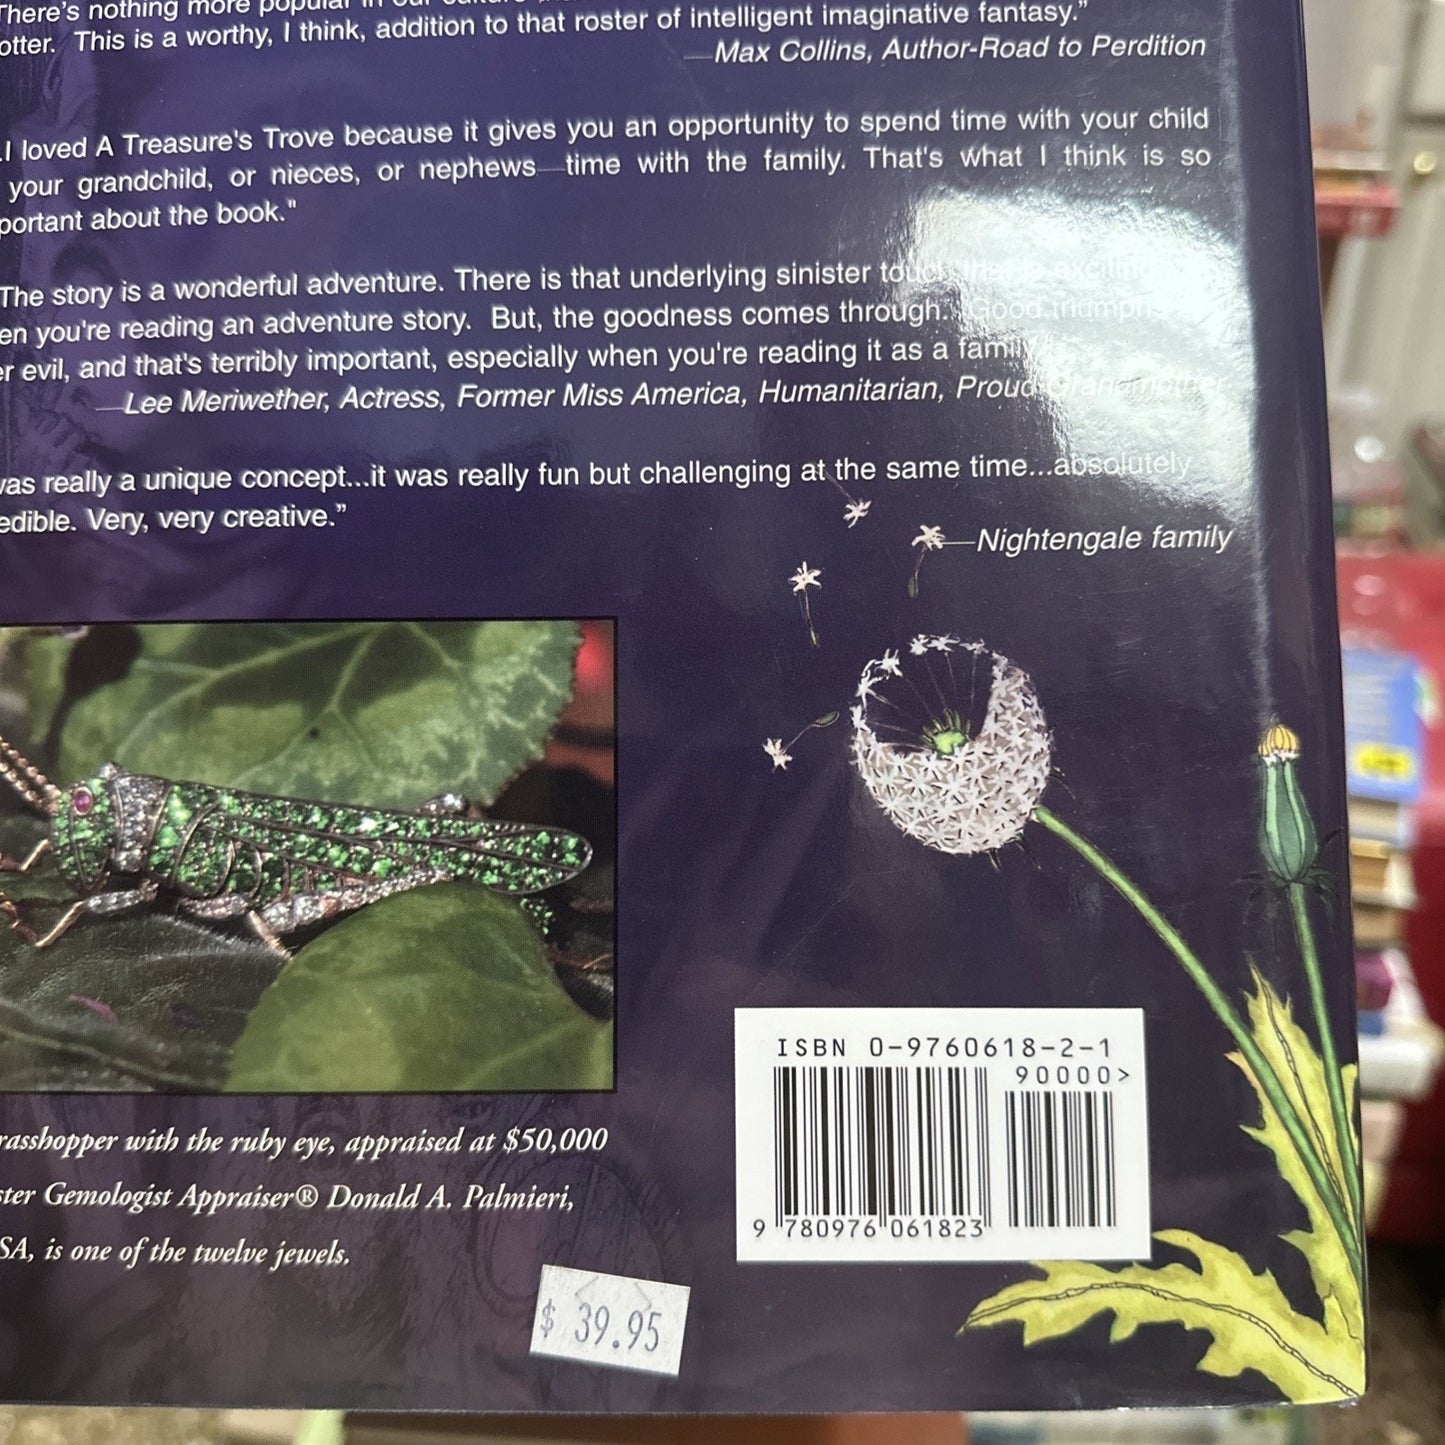 There's nothing more popular in our culture
otter. This is a worthy, I think, addition to that roster of intelligent imaginative fantasy."
—Max Collins, Author-Road to Perdition
.I loved A Treasure's Trove because it gives you an opportunity to spend time with your child
your grandchild, or nieces, or nephews—time with the family. That's what I think is so
portant about the book."
The story is a wonderful adventure. There is that underlying sinister touch that is exciting
en you're reading an adventure story. But, the goodness comes through. Good triumphs
er evil, and that's terribly important, especially when you're reading it as a family
—Lee Meriwether, Actress, Former Miss America, Humanitarian, Proud Grandmother
was really a unique concept...it was really fun but challenging at the same time...absolutely
edible. Very, very creative."
—Nightengale family
rasshopper with the ruby eye, appraised at $50,000
ster Gemologist Appraiser® Donald A. Palmieri,
SA, is one of the twelve jewels.
ISBN 0-9760618-2-1
90000>
9 780976 061823
$ 39.95